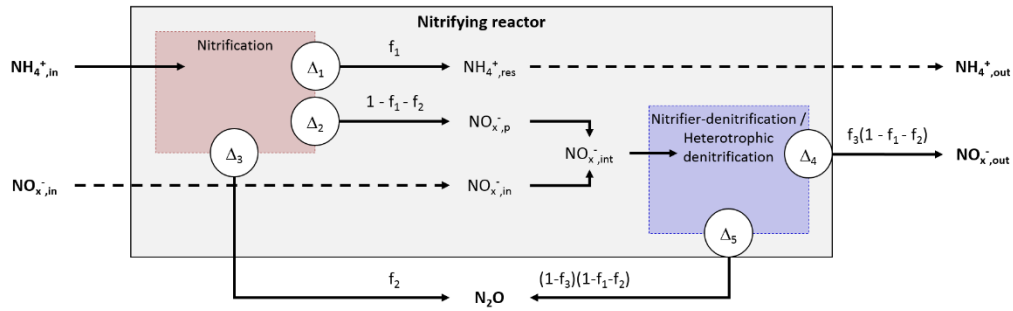 Nitrifying reactor
Nitrification
NH₄⁺,in
Δ₁
f₁
NH₄⁺,res
NH₄⁺,out
Δ₂
1 - f₁ - f₂
NOₓ⁻,p
Δ₃
NOₓ⁻,int
Nitrifier-denitrification /
Heterotrophic
denitrification
Δ₄
f₃(1 - f₁ - f₂)
NOₓ⁻,out
NOₓ⁻,in
NOₓ⁻,in
Δ₅
f₂
N₂O
(1-f₃)(1-f₁-f₂)